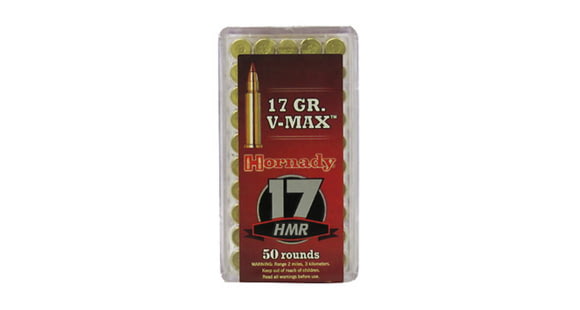 17 GR.
V-MAX™
Hornady
17
HMR
50 rounds
WARNING: Range 2 miles, 3 kilometers.
Keep out of reach of children.
Read all warnings before use.